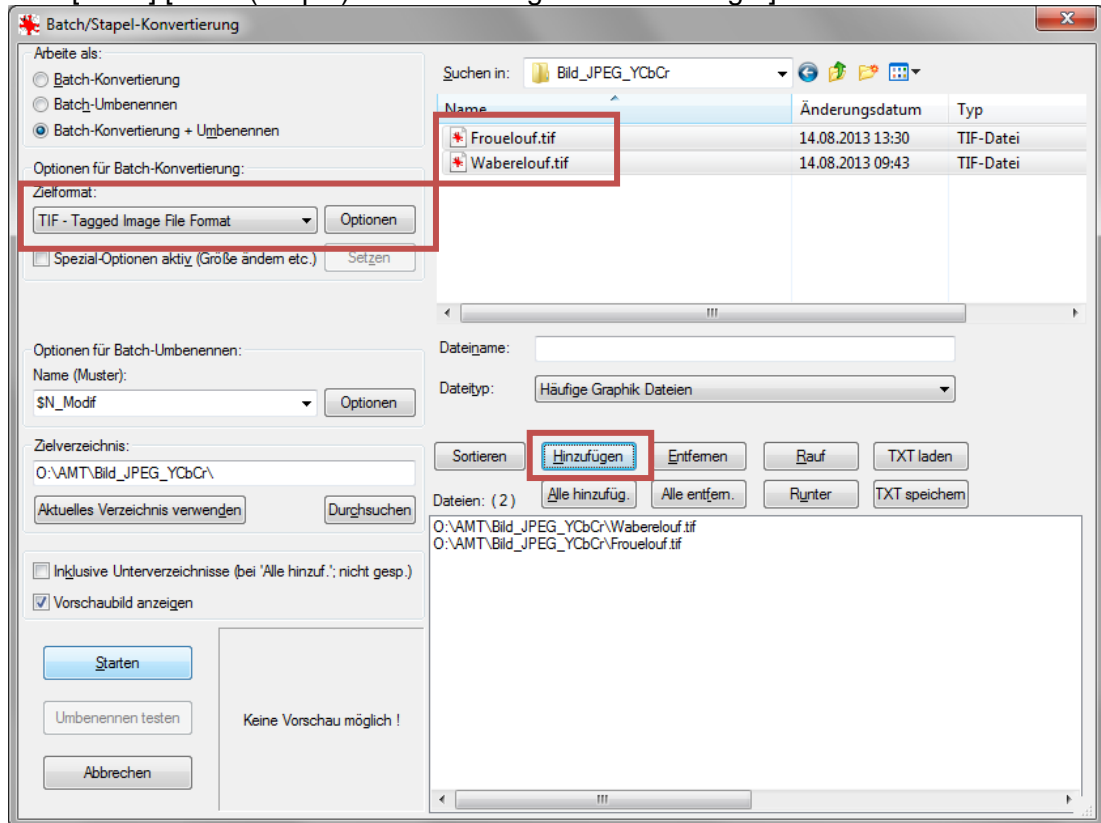 Batch/Stapel-Konvertierung
Arbeite als:
Batch-Konvertierung
Batch-Umbenennen
Batch-Konvertierung + Umbenennen
Optionen für Batch-Konvertierung:
Zielformat:
TIF - Tagged Image File Format
Optionen
Spezial-Optionen aktiv (Größe ändern etc.)
Setzen
Optionen für Batch-Umbenennen:
Name (Muster):
$N_Modif
Optionen
Zielverzeichnis:
O:\AMT\Bild_JPEG_YCbCr\
Aktuelles Verzeichnis verwenden
Durchsuchen
Inklusive Unterverzeichnisse (bei 'Alle hinzuf.'; nicht gesp.)
Vorschaubild anzeigen
Starten
Umbenennen testen
Abbrechen
Keine Vorschau möglich !
Suchen in:
Bild_JPEG_YCbCr
Name Änderungsdatum Typ
Frouelouf.tif 14.08.2013 13:30 TIF-Datei
Waberelouf.tif 14.08.2013 09:43 TIF-Datei
Dateiname:
Dateityp:
Häufige Graphik Dateien
Sortieren
Hinzufügen
Entfernen
Rauf
TXT laden
Dateien: ( 2 )
Alle hinzufüg.
Alle entfern.
Runter
TXT speichern
O:\AMT\Bild_JPEG_YCbCr\Waberelouf.tif
O:\AMT\Bild_JPEG_YCbCr\Frouelouf.tif